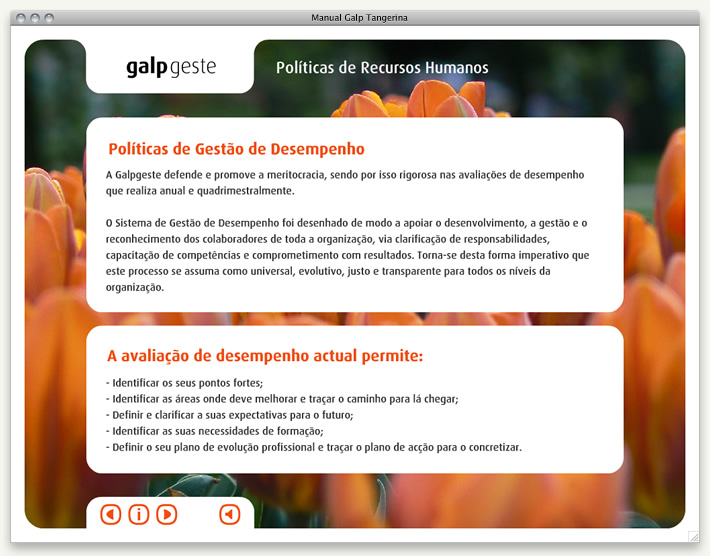 Manual Galp Tangerina
galpgeste
Políticas de Recursos Humanos
Políticas de Gestão de Desempenho
A Galpgeste defende e promove a meritocracia, sendo por isso rigorosa nas avaliações de desempenho
que realiza anual e quadrimestralmente.
O Sistema de Gestão de Desempenho foi desenhado de modo a apoiar o desenvolvimento, a gestão e o
reconhecimento dos colaboradores de toda a organização, via clarificação de responsabilidades,
capacitação de competências e comprometimento com resultados. Torna-se desta forma imperativo que
este processo se assuma como universal, evolutivo, justo e transparente para todos os níveis da
organização.
A avaliação de desempenho actual permite:
- Identificar os seus pontos fortes;
- Identificar as áreas onde deve melhorar e traçar o caminho para lá chegar;
- Definir e clarificar a suas expectativas para o futuro;
- Identificar as suas necessidades de formação;
- Definir o seu plano de evolução profissional e traçar o plano de acção para o concretizar.
i